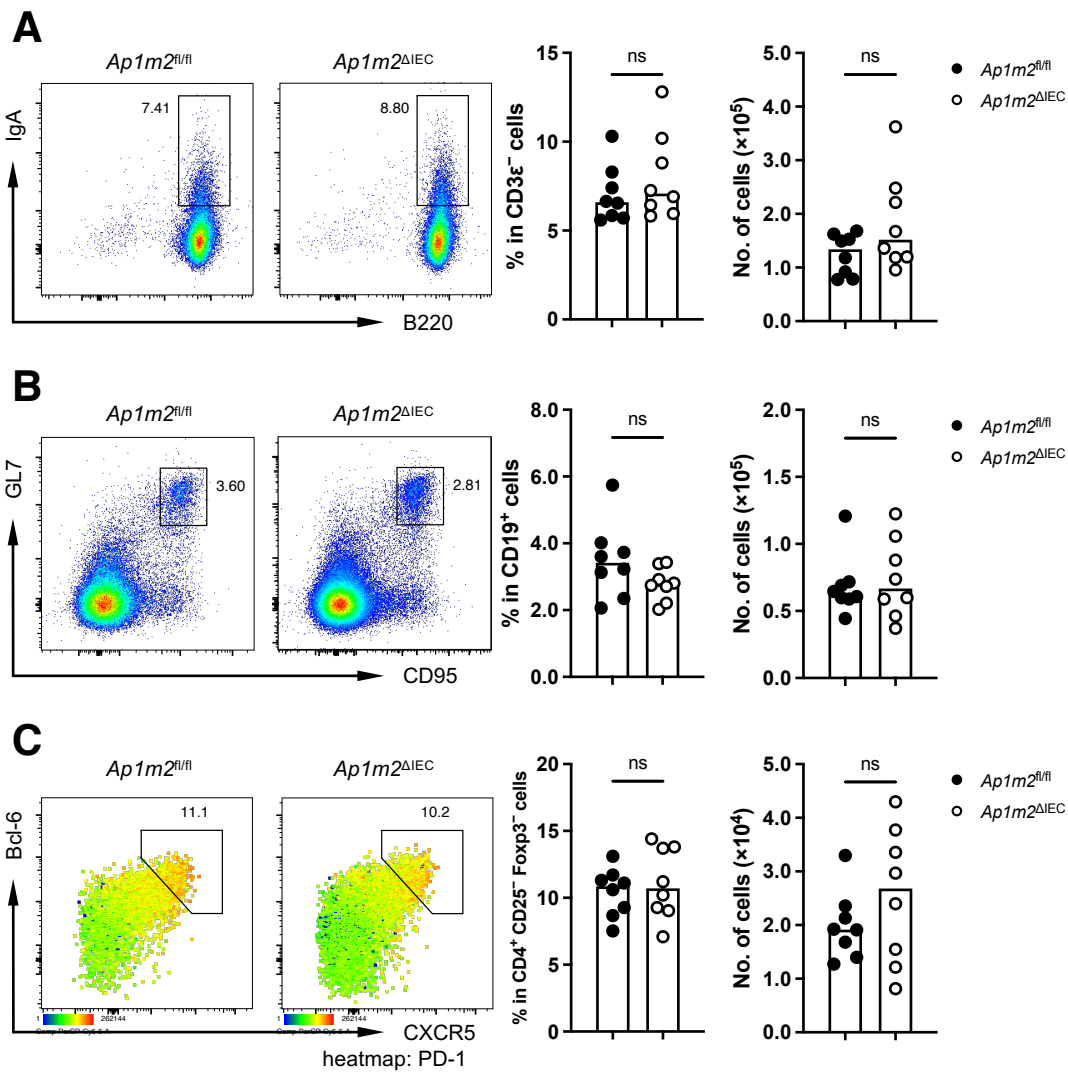 A
Ap1m2fl/fl
Ap1m2ΔIEC
IgA
7.41
8.80
B220
% in CD3ε− cells
15
10
5
0
ns
No. of cells (×10⁵)
5.0
4.0
3.0
2.0
1.0
0.0
ns
Ap1m2fl/fl
Ap1m2ΔIEC
B
Ap1m2fl/fl
Ap1m2ΔIEC
GL7
3.60
2.81
CD95
% in CD19⁺ cells
8.0
6.0
4.0
2.0
0.0
ns
No. of cells (×10⁵)
2.0
1.5
1.0
0.5
0.0
ns
Ap1m2fl/fl
Ap1m2ΔIEC
C
Ap1m2fl/fl
Ap1m2ΔIEC
Bcl-6
11.1
10.2
1 262144
1 262144
CXCR5
heatmap: PD-1
% in CD4⁺ CD25⁻ Foxp3⁻ cells
20
15
10
5
0
ns
No. of cells (×10⁴)
5.0
4.0
3.0
2.0
1.0
0.0
ns
Ap1m2fl/fl
Ap1m2ΔIEC